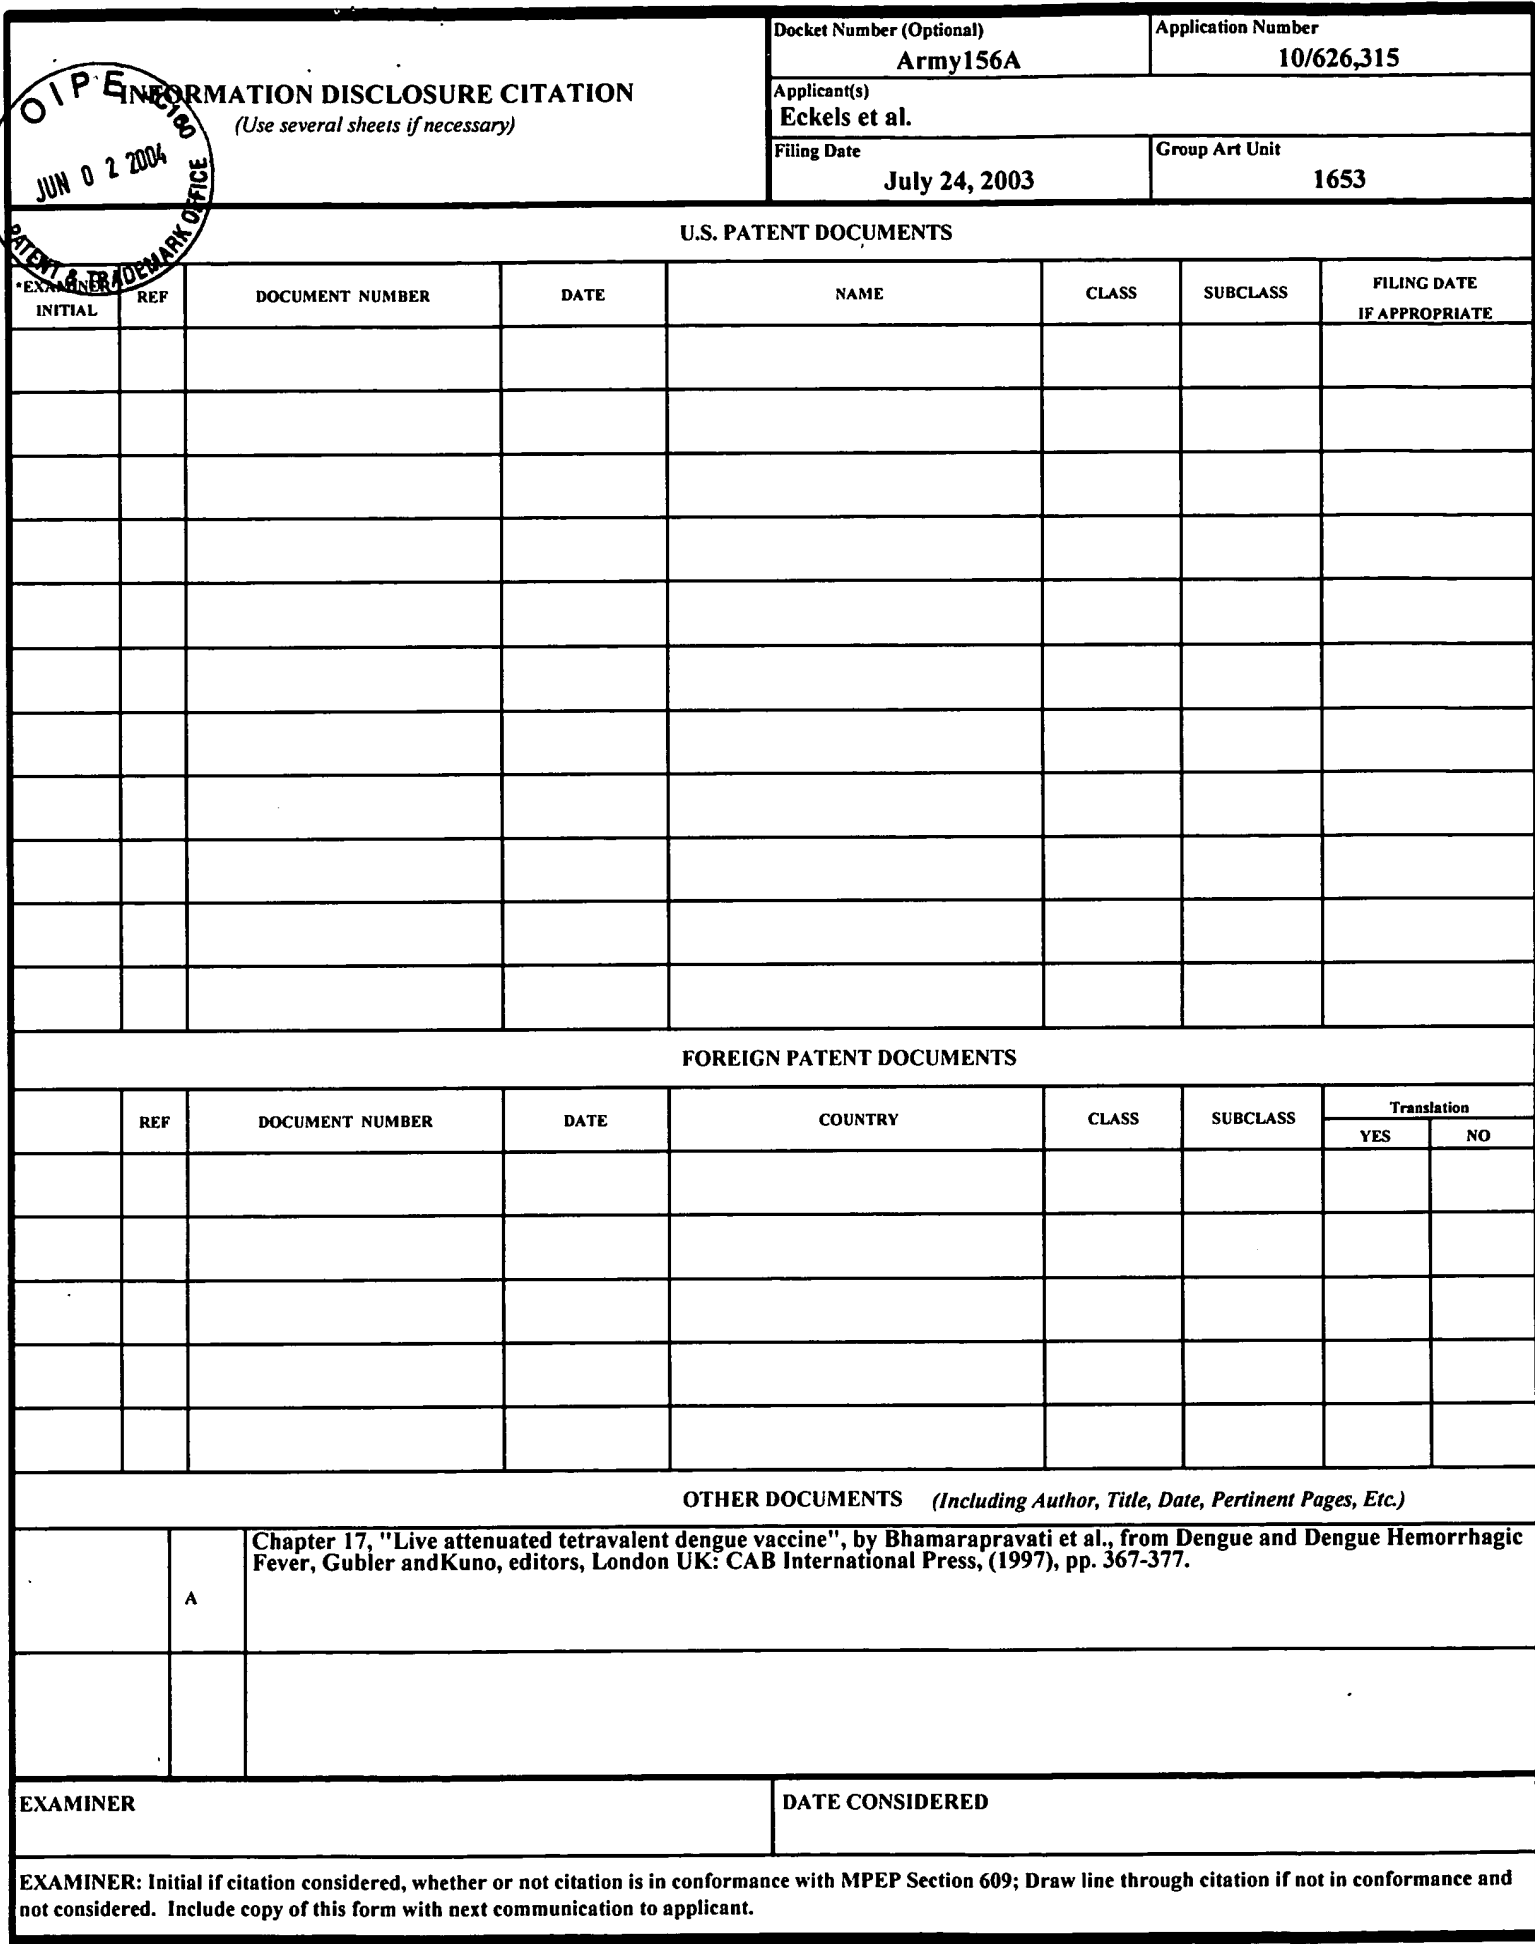 Docket Number (Optional)
Army156A
Application Number
10/626,315
OIPE JC160
JUN 0 2 2004
PATENT & TRADEMARK OFFICE
INFORMATION DISCLOSURE CITATION
(Use several sheets if necessary)
Applicant(s)
Eckels et al.
Filing Date
July 24, 2003
Group Art Unit
1653
U.S. PATENT DOCUMENTS
*EXAMINER
INITIAL
REF
DOCUMENT NUMBER
DATE
NAME
CLASS
SUBCLASS
FILING DATE
IF APPROPRIATE
FOREIGN PATENT DOCUMENTS
REF
DOCUMENT NUMBER
DATE
COUNTRY
CLASS
SUBCLASS
Translation
YES
NO
OTHER DOCUMENTS (Including Author, Title, Date, Pertinent Pages, Etc.)
A
Chapter 17, "Live attenuated tetravalent dengue vaccine", by Bhamarapravati et al., from Dengue and Dengue Hemorrhagic
Fever, Gubler andKuno, editors, London UK: CAB International Press, (1997), pp. 367-377.
EXAMINER
DATE CONSIDERED
EXAMINER: Initial if citation considered, whether or not citation is in conformance with MPEP Section 609; Draw line through citation if not in conformance and
not considered. Include copy of this form with next communication to applicant.